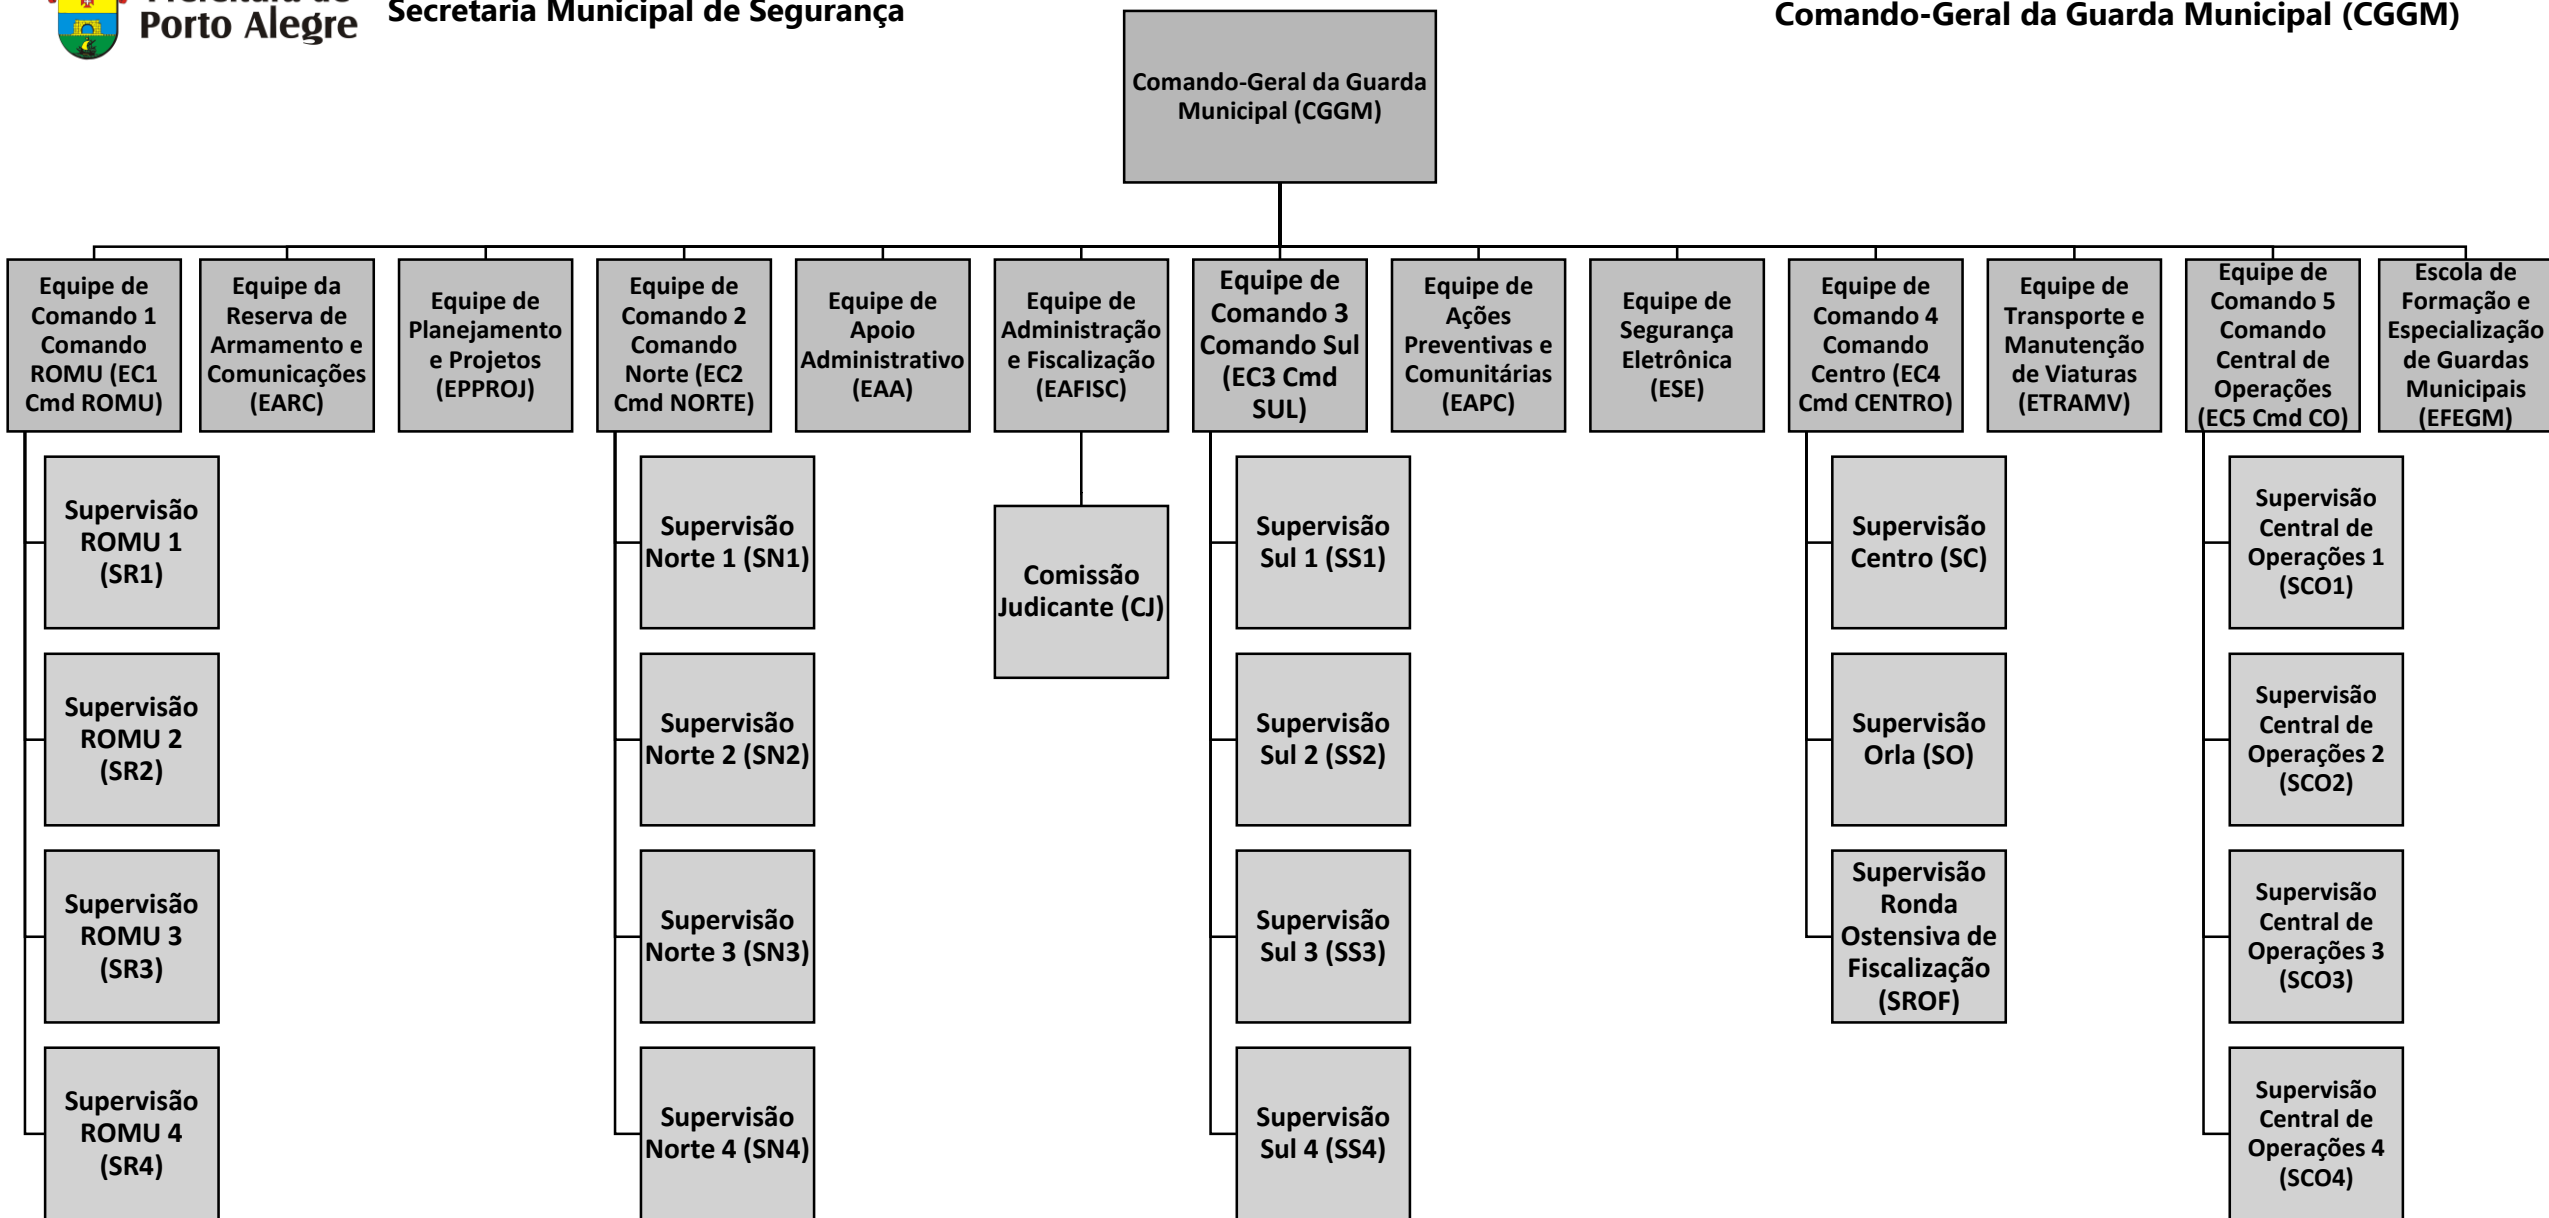 Prefeitura de
Porto Alegre
Secretaria Municipal de Segurança
Comando-Geral da Guarda Municipal (CGGM)
Comando-Geral da Guarda
Municipal (CGGM)
Equipe de
Comando 1
Comando
ROMU (EC1
Cmd ROMU)
Equipe da
Reserva de
Armamento e
Comunicações
(EARC)
Equipe de
Planejamento
e Projetos
(EPPROJ)
Equipe de
Comando 2
Comando
Norte (EC2
Cmd NORTE)
Equipe de
Apoio
Administrativo
(EAA)
Equipe de
Administração
e Fiscalização
(EAFISC)
Equipe de
Comando 3
Comando Sul
(EC3 Cmd
SUL)
Equipe de
Ações
Preventivas e
Comunitárias
(EAPC)
Equipe de
Segurança
Eletrônica
(ESE)
Equipe de
Comando 4
Comando
Centro (EC4
Cmd CENTRO)
Equipe de
Transporte e
Manutenção
de Viaturas
(ETRAMV)
Equipe de
Comando 5
Comando
Central de
Operações
(EC5 Cmd CO)
Escola de
Formação e
Especialização
de Guardas
Municipais
(EFEGM)
Supervisão
ROMU 1
(SR1)
Supervisão
ROMU 2
(SR2)
Supervisão
ROMU 3
(SR3)
Supervisão
ROMU 4
(SR4)
Supervisão
Norte 1 (SN1)
Supervisão
Norte 2 (SN2)
Supervisão
Norte 3 (SN3)
Supervisão
Norte 4 (SN4)
Comissão
Judicante (CJ)
Supervisão
Sul 1 (SS1)
Supervisão
Sul 2 (SS2)
Supervisão
Sul 3 (SS3)
Supervisão
Sul 4 (SS4)
Supervisão
Centro (SC)
Supervisão
Orla (SO)
Supervisão
Ronda
Ostensiva de
Fiscalização
(SROF)
Supervisão
Central de
Operações 1
(SCO1)
Supervisão
Central de
Operações 2
(SCO2)
Supervisão
Central de
Operações 3
(SCO3)
Supervisão
Central de
Operações 4
(SCO4)